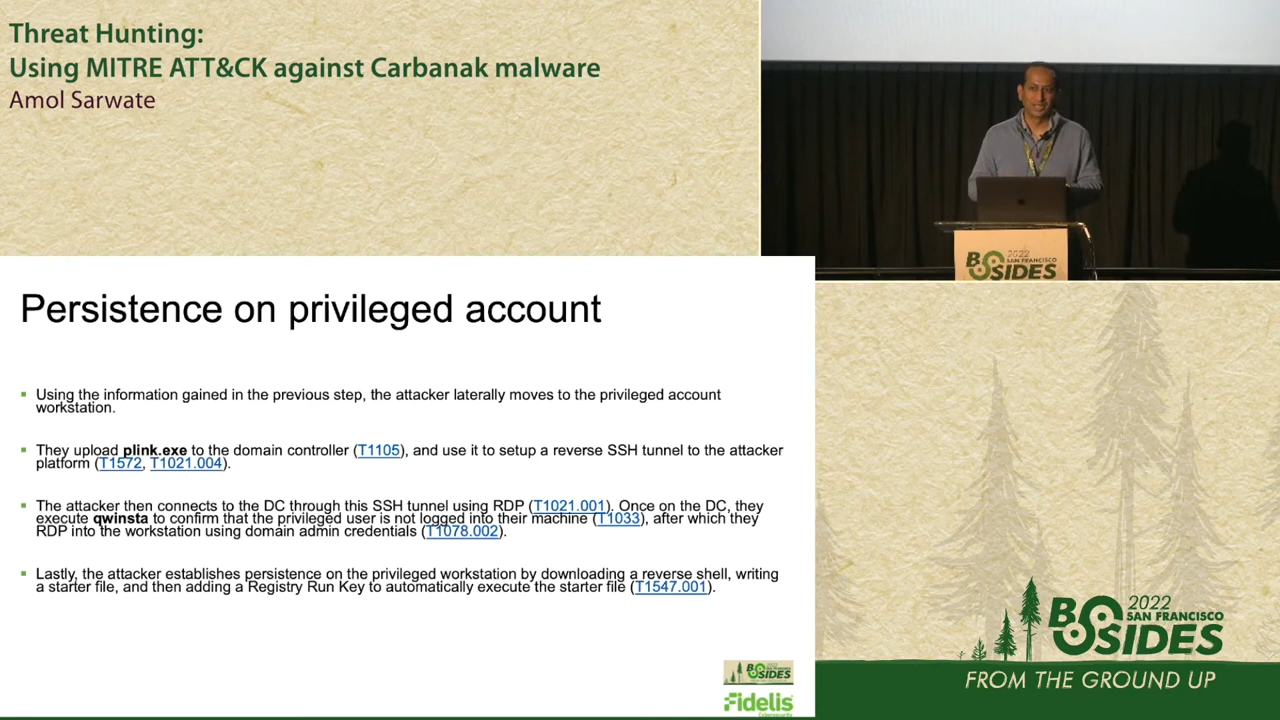 Threat Hunting:
Using MITRE ATT&CK against Carbanak malware
Amol Sarwate
2022
SAN FRANCISCO
BSIDES
Persistence on privileged account
Using the information gained in the previous step, the attacker laterally moves to the privileged account
workstation.
They upload plink.exe to the domain controller (T1105), and use it to setup a reverse SSH tunnel to the attacker
platform (T1572, T1021.004).
The attacker then connects to the DC through this SSH tunnel using RDP (T1021.001). Once on the DC, they
execute qwinsta to confirm that the privileged user is not logged into their machine (T1033), after which they
RDP into the workstation using domain admin credentials (T1078.002).
Lastly, the attacker establishes persistence on the privileged workstation by downloading a reverse shell, writing
a starter file, and then adding a Registry Run Key to automatically execute the starter file (T1547.001).
BSIDES
Fidelis
Cybersecurity
2022
SAN FRANCISCO
BSIDES
FROM THE GROUND UP